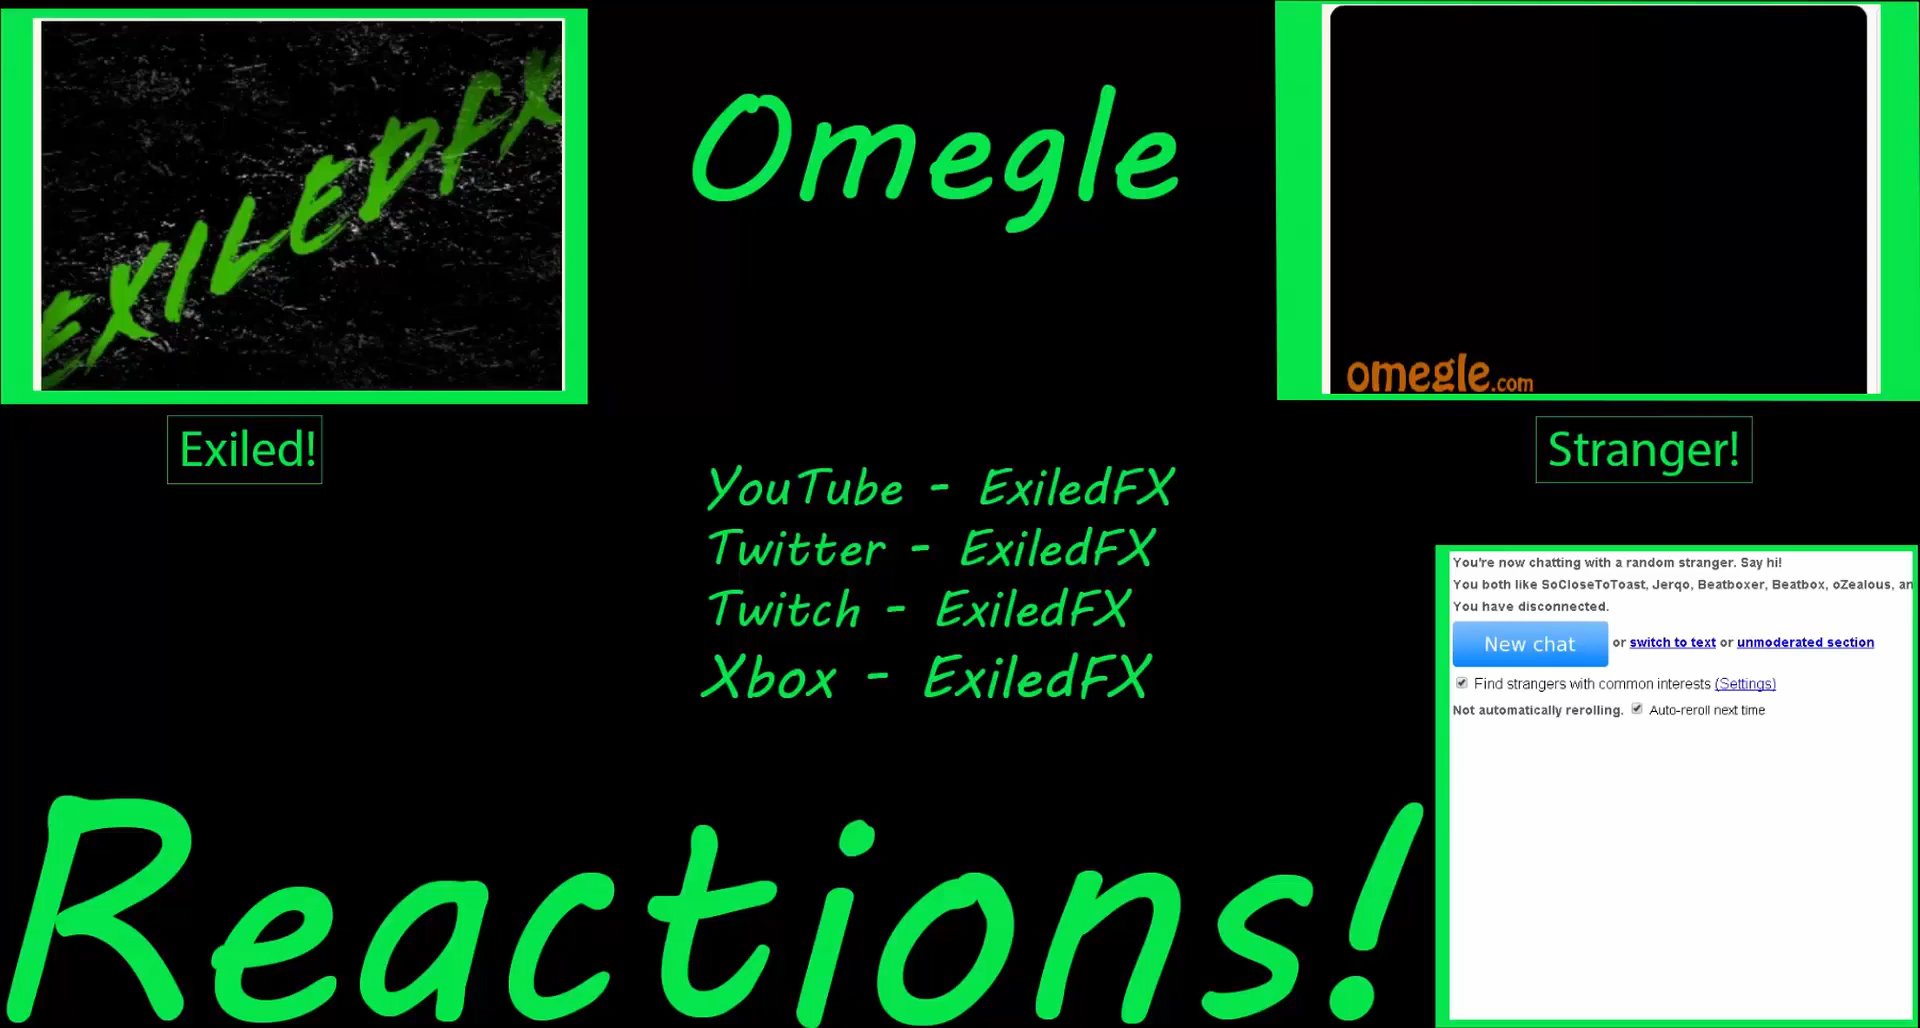 EXILEDFX
Omegle
omegle.com
Exiled!
Stranger!
YouTube - ExiledFX
Twitter - ExiledFX
Twitch - ExiledFX
Xbox - ExiledFX
You're now chatting with a random stranger. Say hi!
You both like SoCloseToToast, Jerqo, Beatboxer, Beatbox, oZealous, an
You have disconnected.
New chat or switch to text or unmoderated section
Find strangers with common interests (Settings)
Not automatically rerolling. Auto-reroll next time
Reactions!